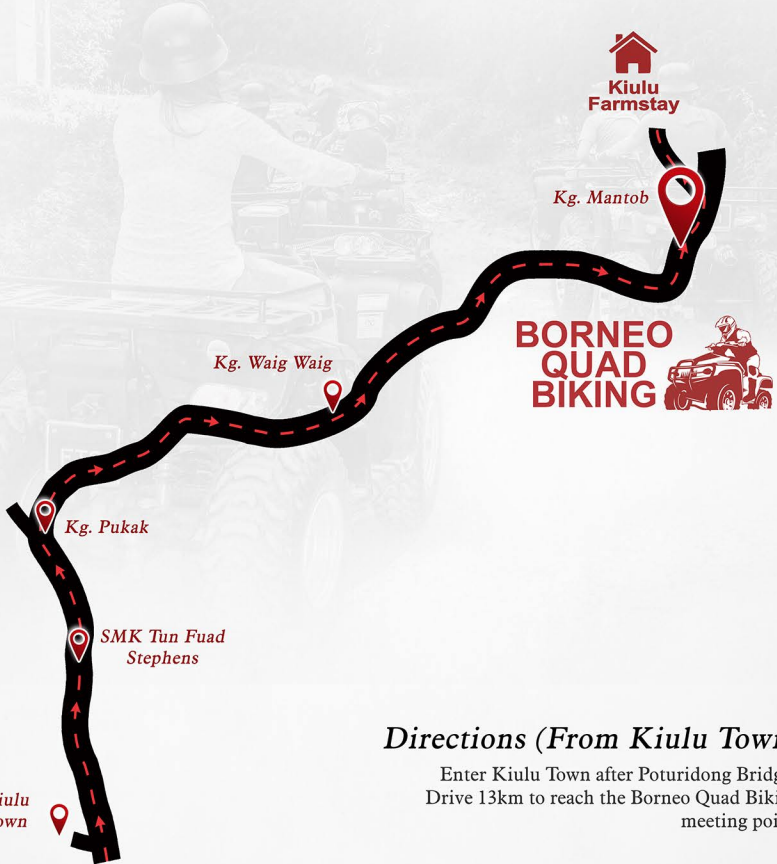 Kiulu
Farmstay
Kg. Mantob
BORNEO
QUAD
BIKING
Kg. Waig Waig
Kg. Pukak
SMK Tun Fuad
Stephens
Directions (From Kiulu
Enter Kiulu Town after Poturidong
Drive 13km to reach the Borneo Quad
meeting